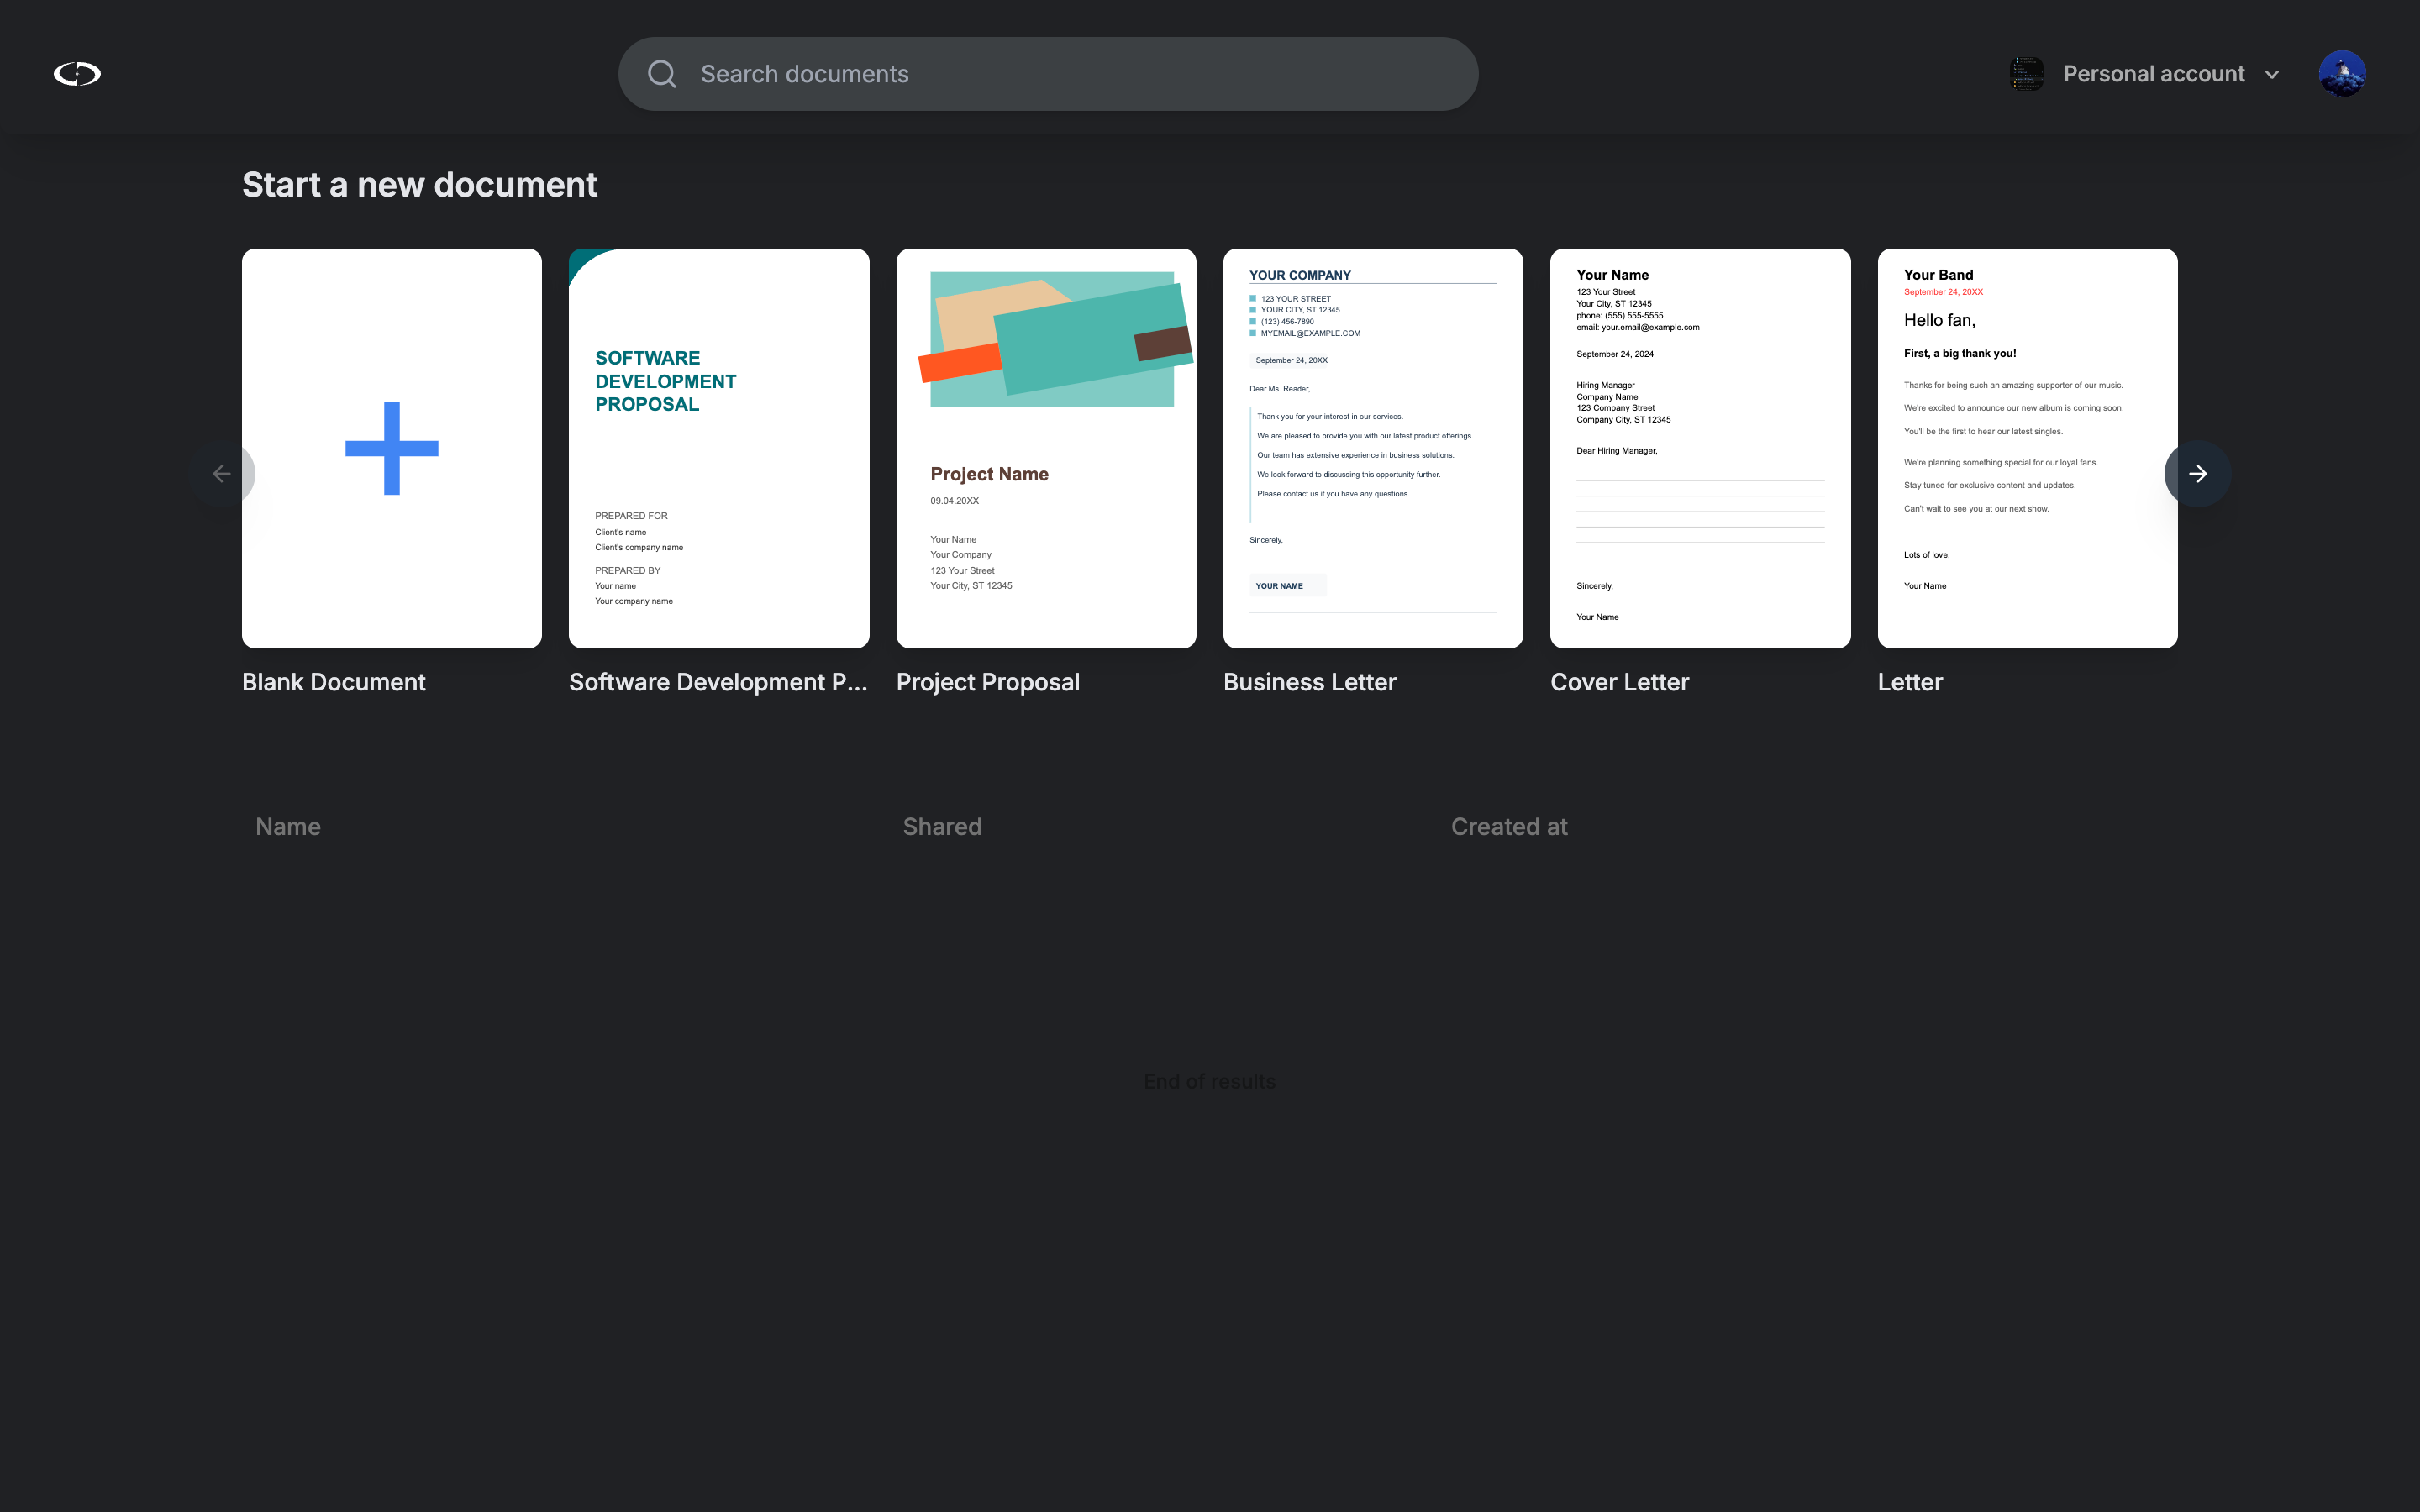 Search documents
Personal account
Start a new document
SOFTWARE
DEVELOPMENT
PROPOSAL
PREPARED FOR
Client's name
Client's company name
PREPARED BY
Your name
Your company name
Project Name
09.04.20XX
Your Name
Your Company
123 Your Street
Your City, ST 12345
YOUR COMPANY
123 YOUR STREET
YOUR CITY, ST 12345
(123) 456-7890
MYEMAIL@EXAMPLE.COM
September 24, 20XX
Dear Ms. Reader,
Thank you for your interest in our services.
We are pleased to provide you with our latest product offerings.
Our team has extensive experience in business solutions.
We look forward to discussing this opportunity further.
Please contact us if you have any questions.
Sincerely,
YOUR NAME
Your Name
123 Your Street
Your City, ST 12345
phone: (555) 555-5555
email: your.email@example.com
September 24, 2024
Hiring Manager
Company Name
123 Company Street
Company City, ST 12345
Dear Hiring Manager,
Sincerely,
Your Name
Your Band
September 24, 20XX
Hello fan,
First, a big thank you!
Thanks for being such an amazing supporter of our music.
We're excited to announce our new album is coming soon.
You'll be the first to hear our latest singles.
We're planning something special for our loyal fans.
Stay tuned for exclusive content and updates.
Can't wait to see you at our next show.
Lots of love,
Your Name
Blank Document
Software Development P...
Project Proposal
Business Letter
Cover Letter
Letter
Name
Shared
Created at
End of results